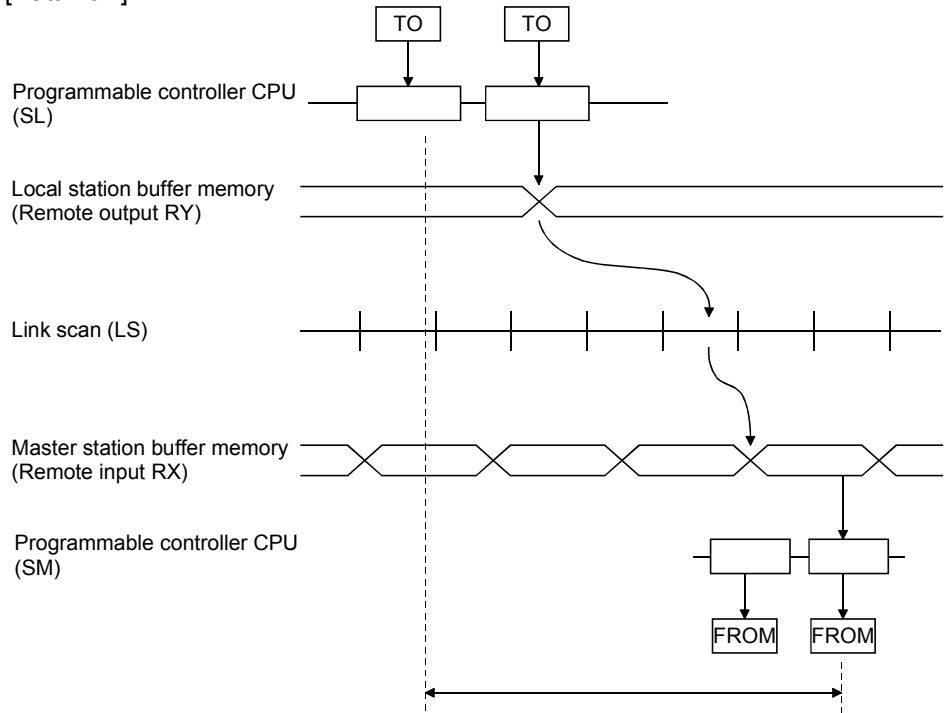 TO TO
Programmable controller CPU
(SL)
Local station buffer memory
(Remote output RY)
Link scan (LS)
Master station buffer memory
(Remote input RX)
Programmable controller CPU
(SM)
FROM FROM